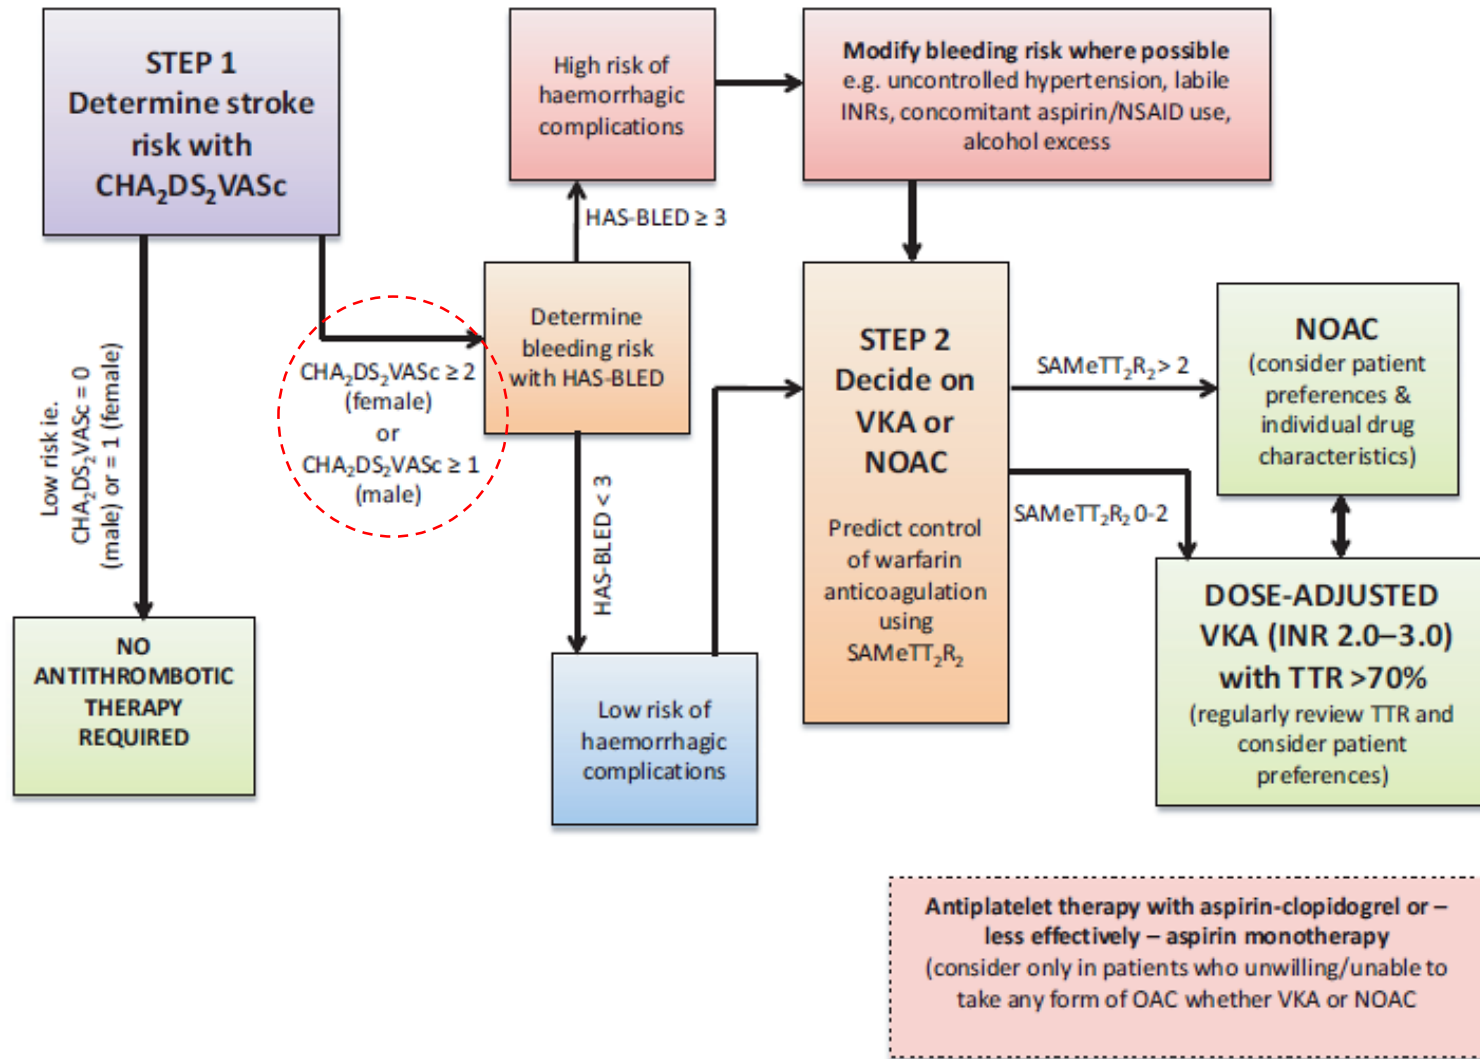 STEP 1
Determine stroke
risk with
CHA₂DS₂VASc
Low risk ie.
CHA₂DS₂VASc = 0
(male) or = 1 (female)
NO
ANTITHROMBOTIC
THERAPY
REQUIRED
CHA₂DS₂VASc ≥ 2
(female)
or
CHA₂DS₂VASc ≥ 1
(male)
Determine
bleeding risk
with HAS-BLED
HAS-BLED ≥ 3
High risk of
haemorrhagic
complications
Modify bleeding risk where possible
e.g. uncontrolled hypertension, labile
INRs, concomitant aspirin/NSAID use,
alcohol excess
HAS-BLED < 3
Low risk of
haemorrhagic
complications
STEP 2
Decide on
VKA or
NOAC
Predict control
of warfarin
anticoagulation
using
SAMeTT₂R₂
SAMeTT₂R₂ > 2
NOAC
(consider patient
preferences &
individual drug
characteristics)
SAMeTT₂R₂ 0-2
DOSE-ADJUSTED
VKA (INR 2.0–3.0)
with TTR >70%
(regularly review TTR and
consider patient
preferences)
Antiplatelet therapy with aspirin-clopidogrel or –
less effectively – aspirin monotherapy
(consider only in patients who unwilling/unable to
take any form of OAC whether VKA or NOAC